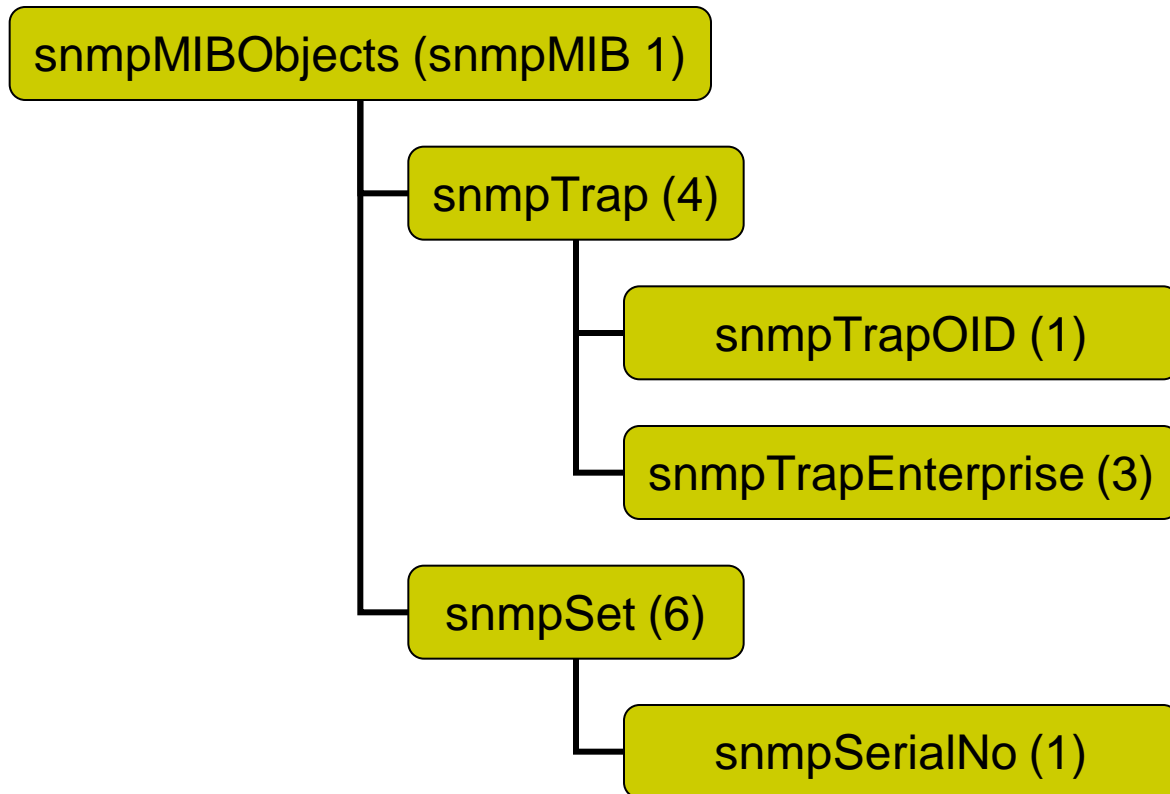 snmpMIBObjects (snmpMIB 1)
snmpTrap (4)
snmpTrapOID (1)
snmpTrapEnterprise (3)
snmpSet (6)
snmpSerialNo (1)